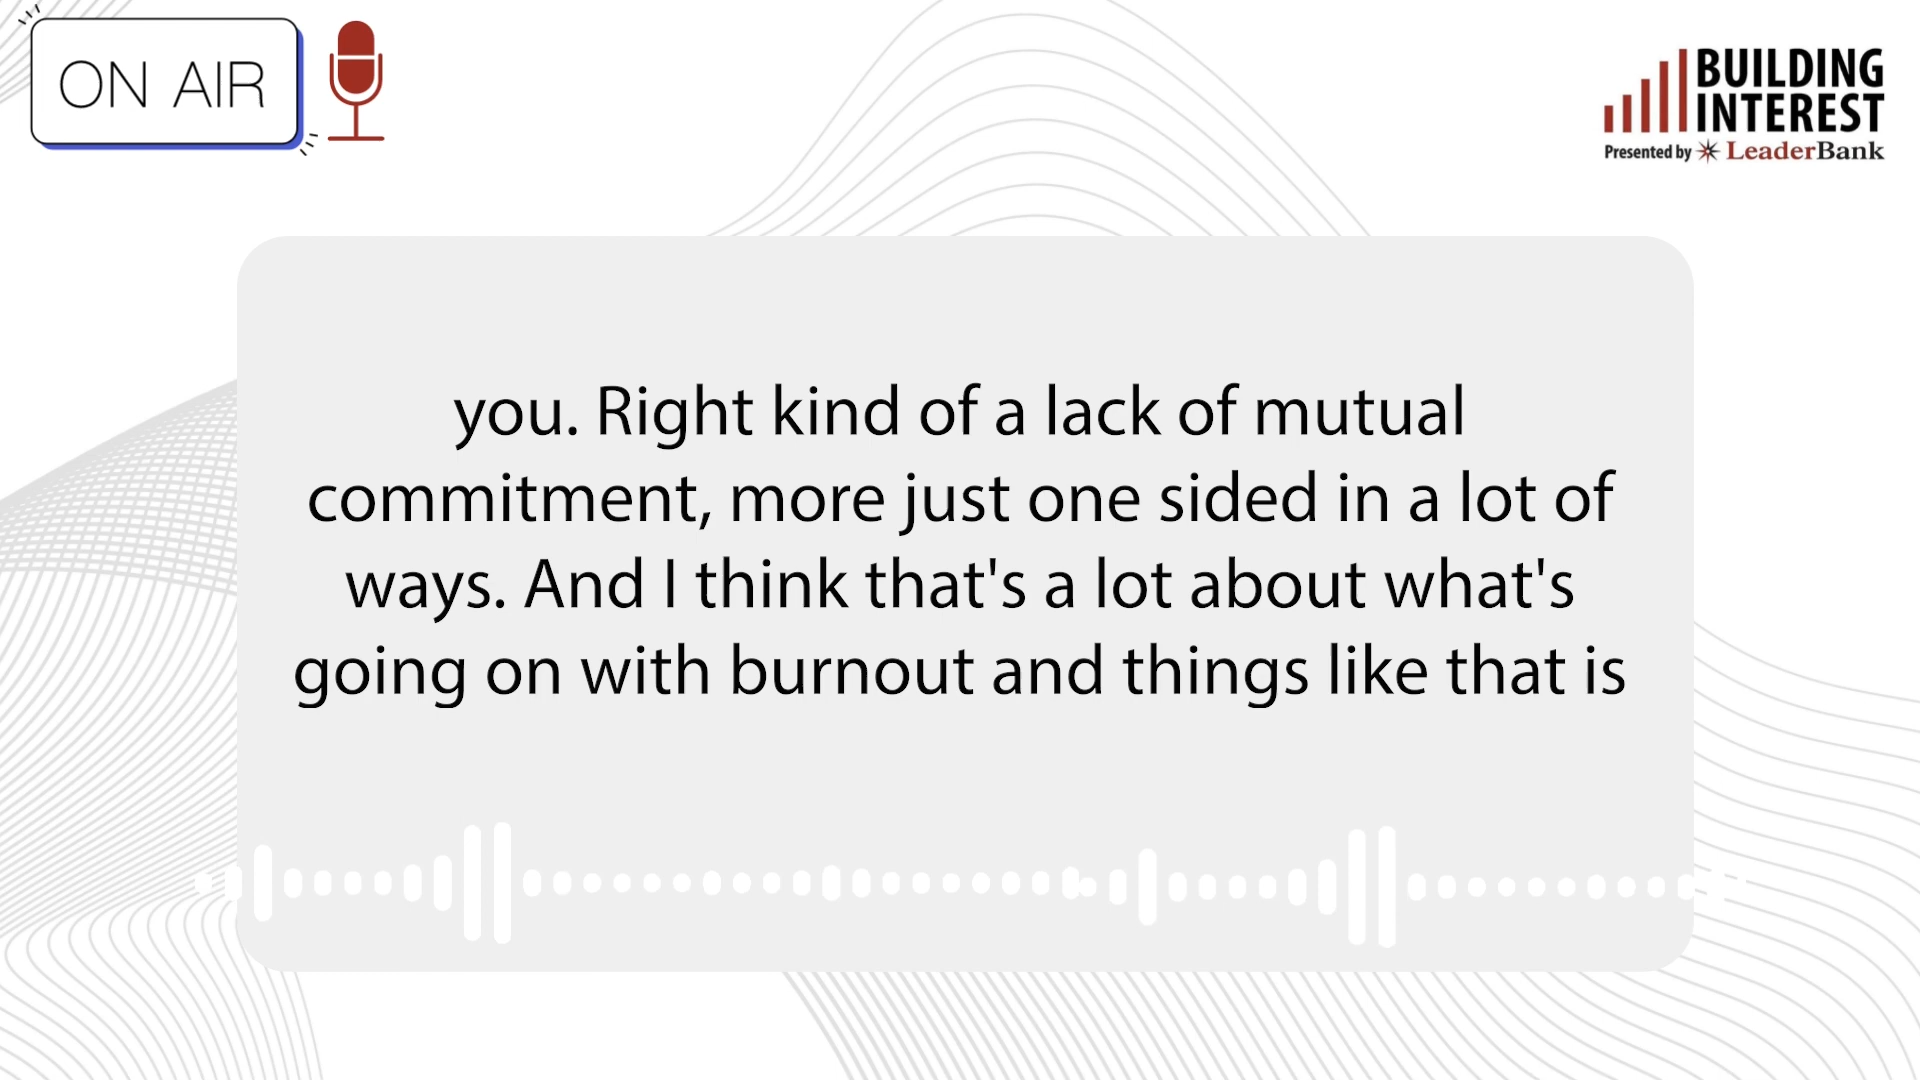 ON AIR
BUILDING
INTEREST
Presented by LeaderBank
you. Right kind of a lack of mutual
commitment, more just one sided in a lot of
ways. And I think that's a lot about what's
going on with burnout and things like that is